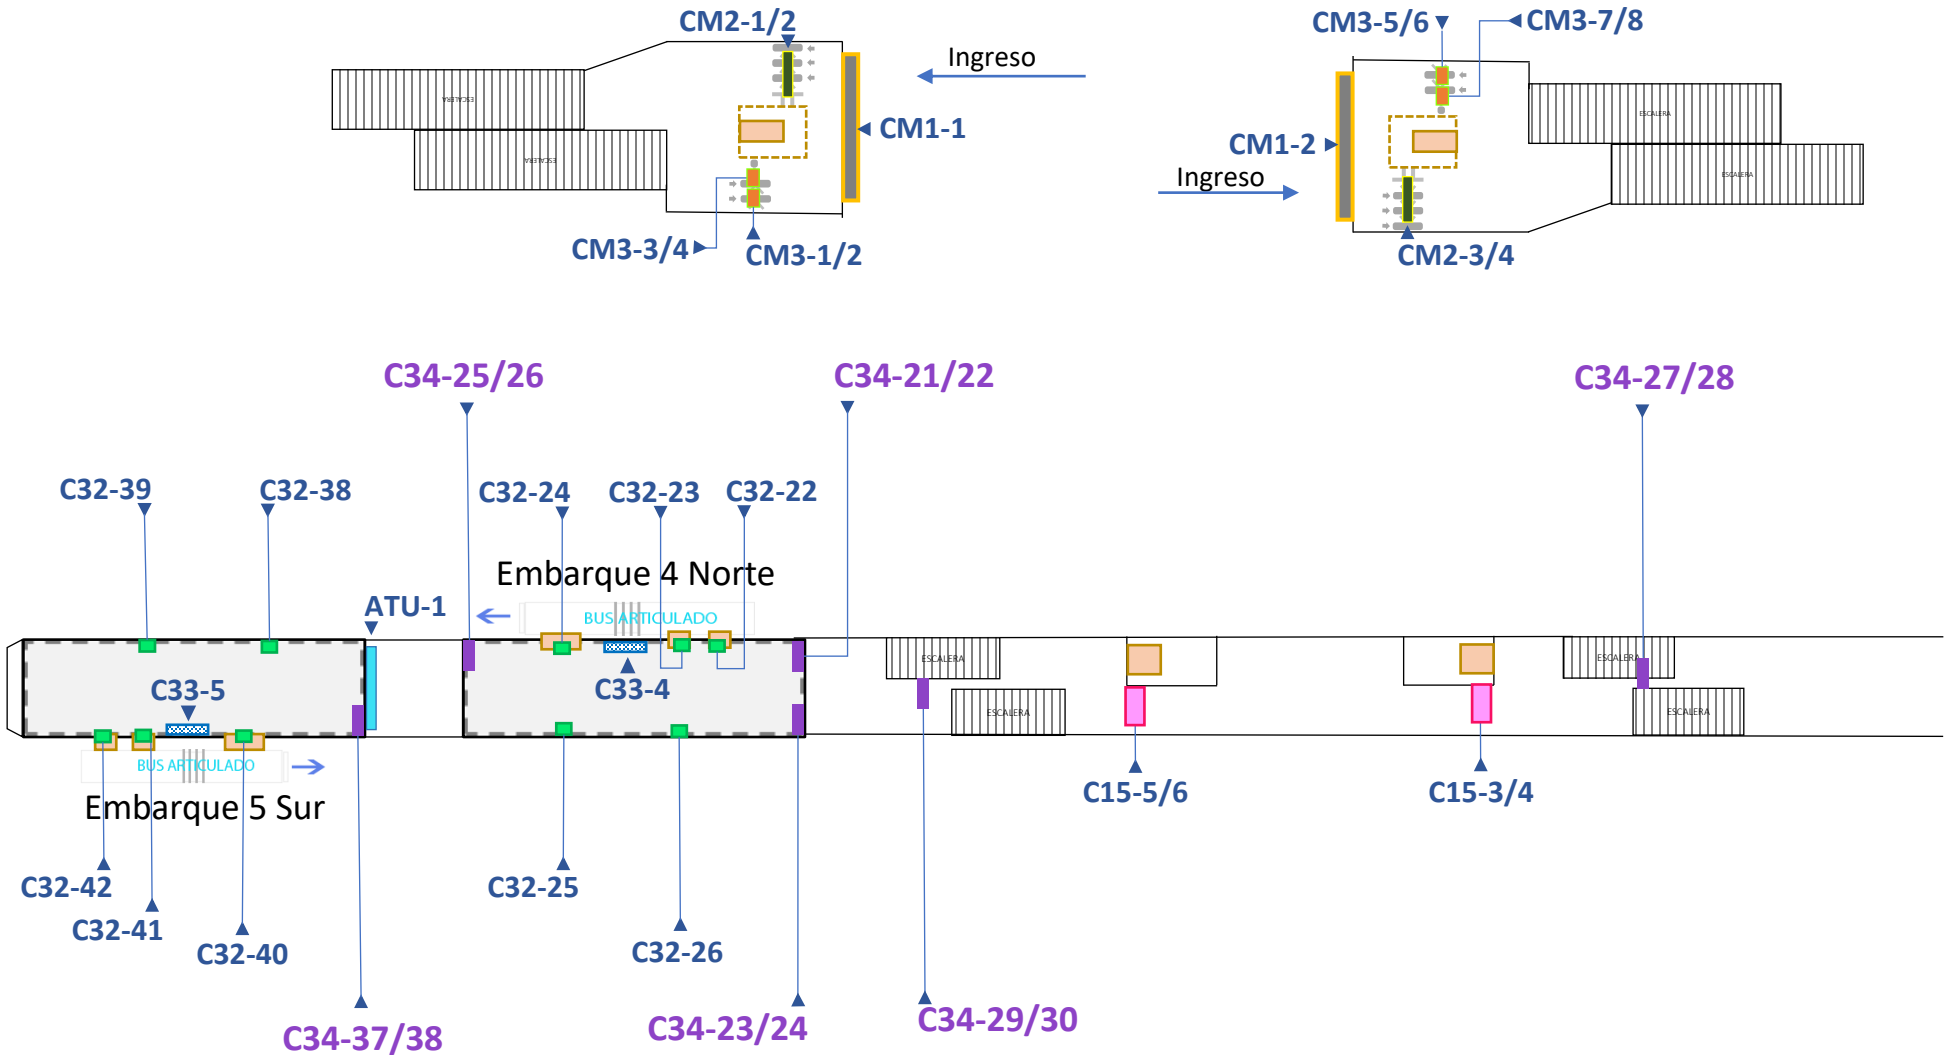 CM2-1/2
CM3-5/6
CM3-7/8
Ingreso
ESCALERA
ESCALERA
CM1-1
CM1-2
ESCALERA
ESCALERA
Ingreso
CM3-3/4
CM3-1/2
CM2-3/4
C34-25/26
C34-21/22
C34-27/28
C32-39
C32-38
C32-24
C32-23
C32-22
Embarque 4 Norte
ATU-1
BUS ARTICULADO
C33-5
C33-4
ESCALERA
ESCALERA
ESCALERA
ESCALERA
BUS ARTICULADO
Embarque 5 Sur
C15-5/6
C15-3/4
C32-42
C32-41
C32-40
C32-25
C32-26
C34-37/38
C34-23/24
C34-29/30